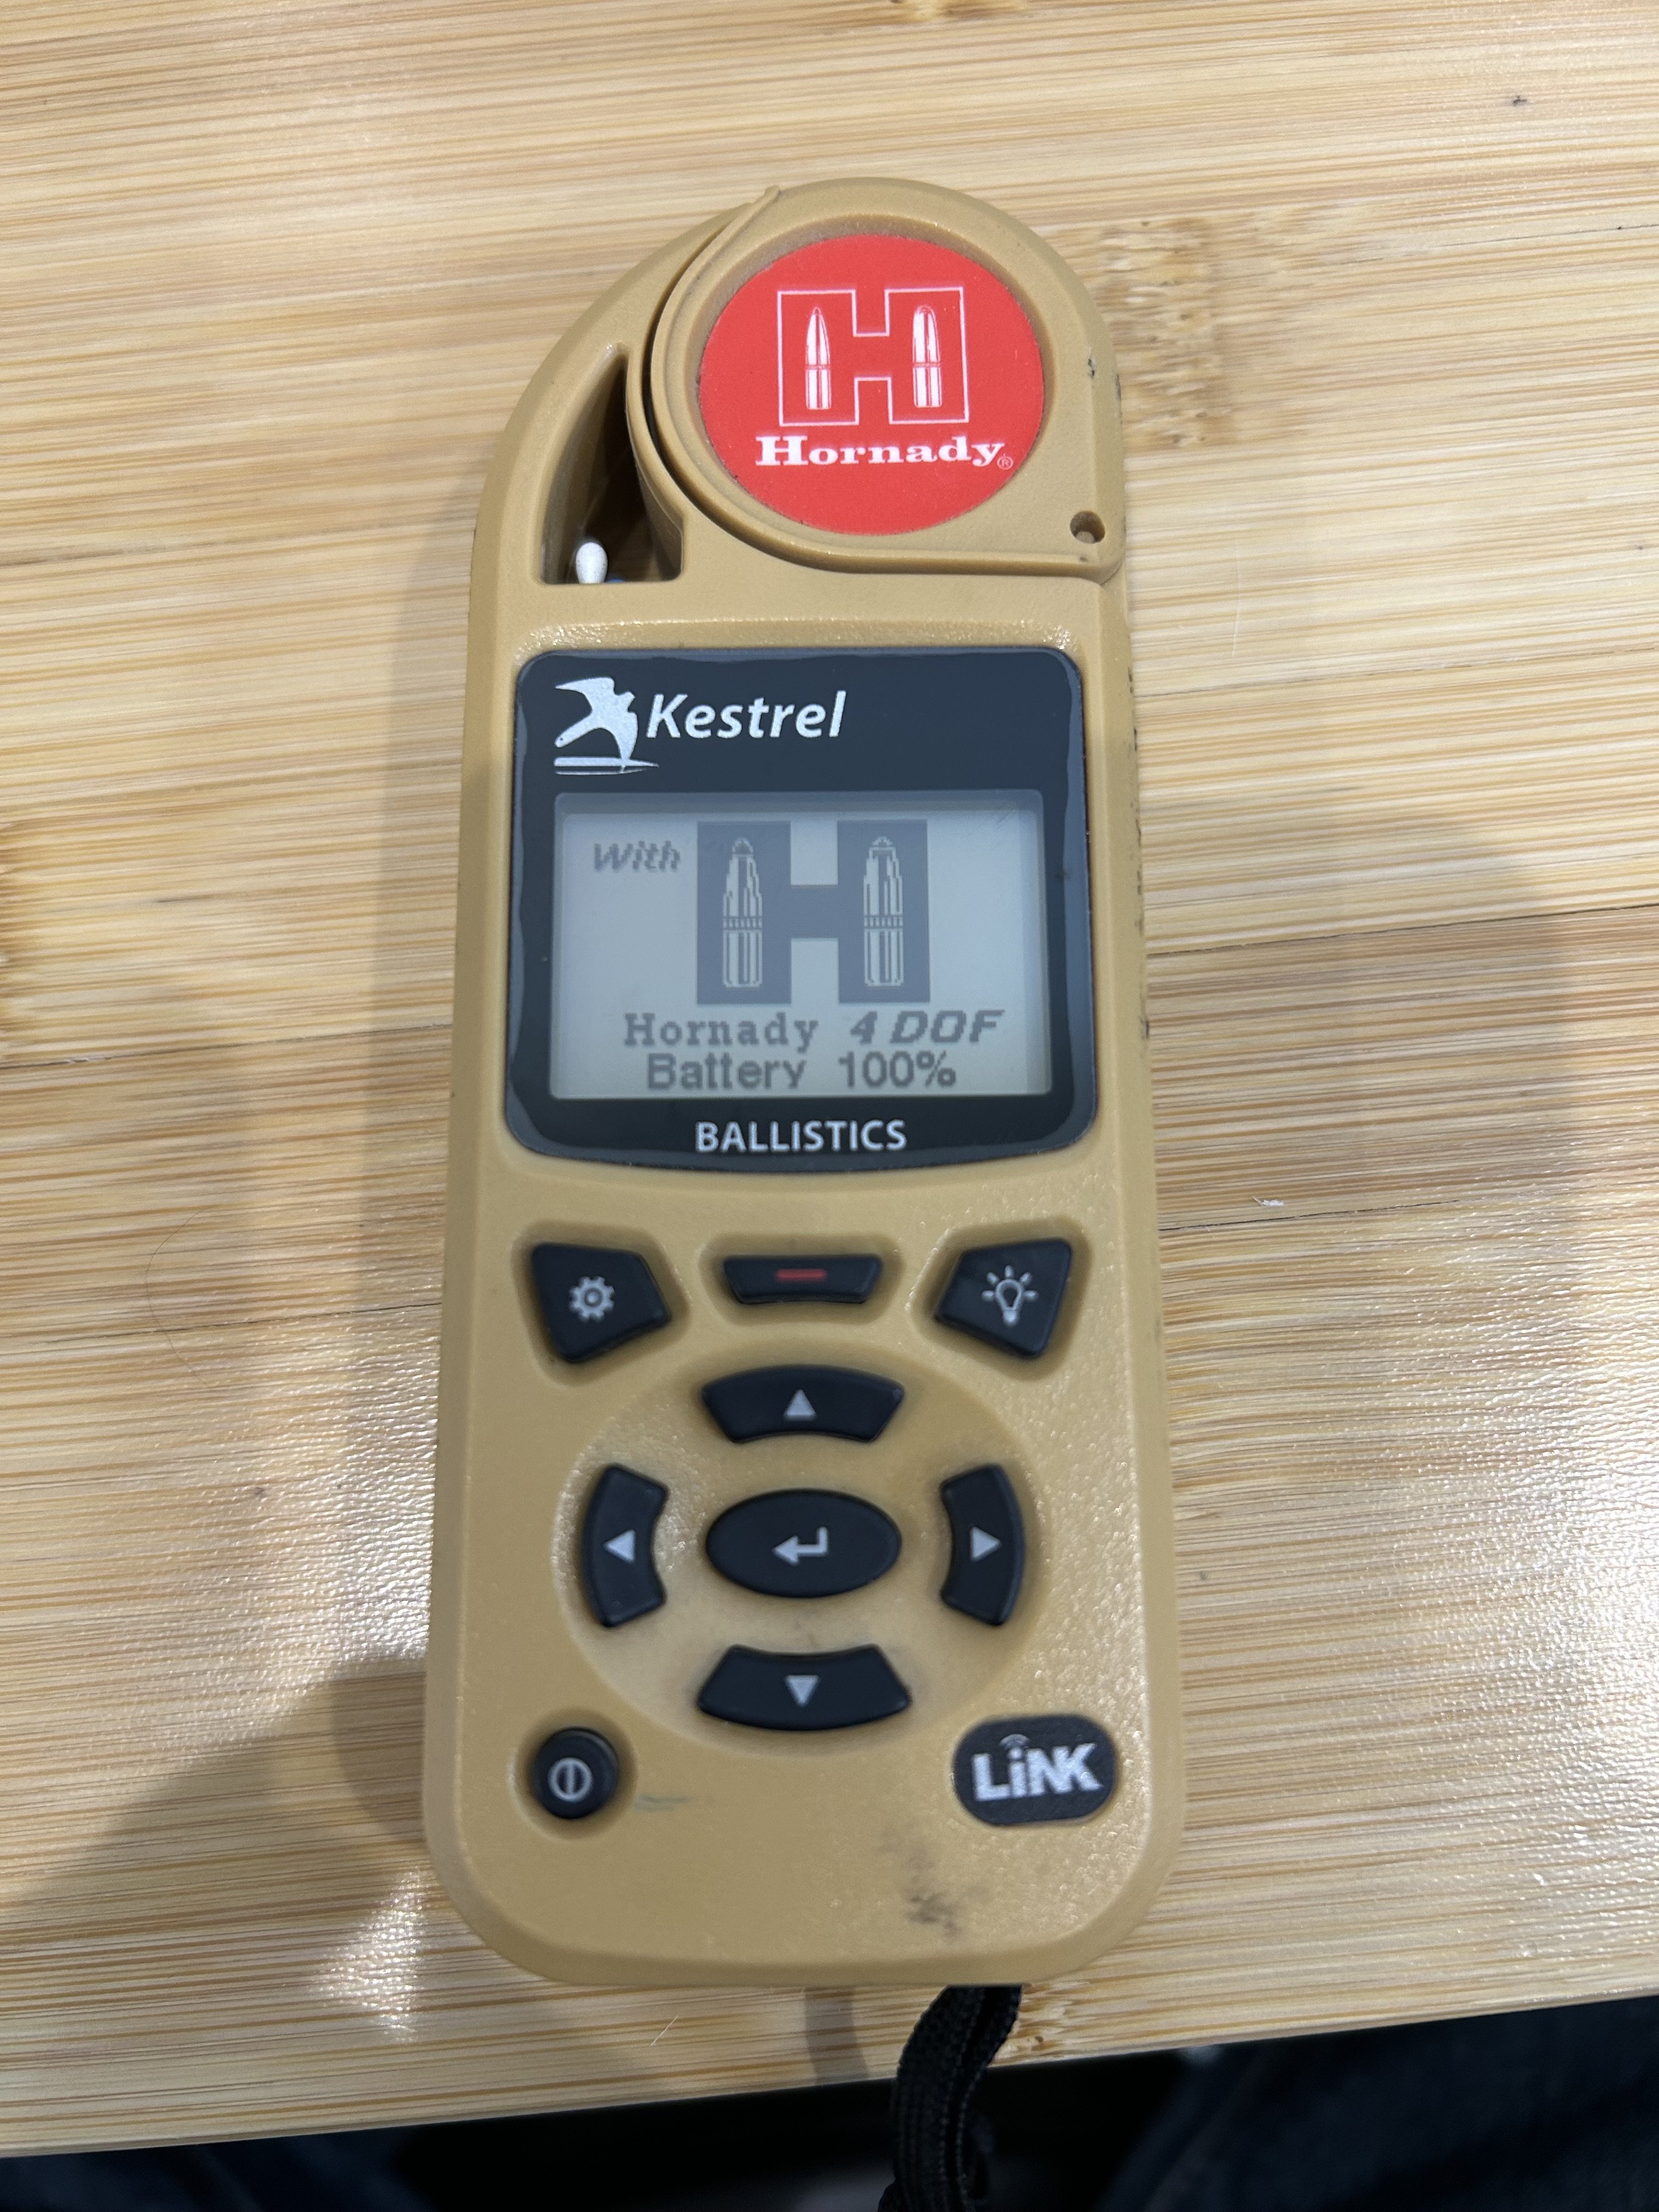 Hornady®
Kestrel
With
Hornady 4DOF
Battery 100%
BALLISTICS
LiNK